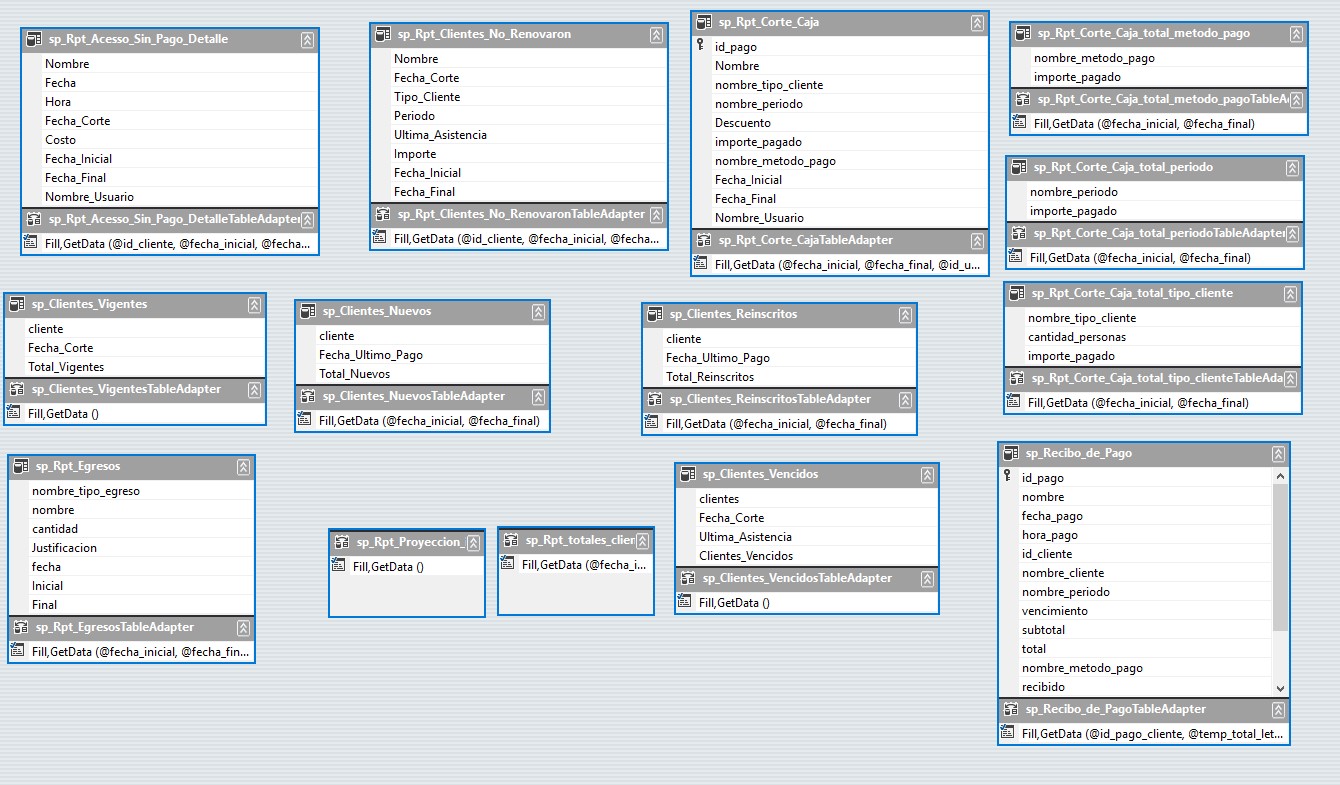 sp_Rpt_Acesso_Sin_Pago_Detalle
Nombre
Fecha
Hora
Fecha_Corte
Costo
Fecha_Inicial
Fecha_Final
Nombre_Usuario
sp_Rpt_Acesso_Sin_Pago_DetalleTableAdapter
Fill,GetData (@id_cliente, @fecha_inicial, @fecha...
sp_Rpt_Clientes_No_Renovaron
Nombre
Fecha_Corte
Tipo_Cliente
Periodo
Ultima_Asistencia
Importe
Fecha_Inicial
Fecha_Final
sp_Rpt_Clientes_No_RenovaronTableAdapter
Fill,GetData (@id_cliente, @fecha_inicial, @fecha...
sp_Rpt_Corte_Caja
id_pago
Nombre
nombre_tipo_cliente
nombre_periodo
Descuento
importe_pagado
nombre_metodo_pago
Fecha_Inicial
Fecha_Final
Nombre_Usuario
sp_Rpt_Corte_CajaTableAdapter
Fill,GetData (@fecha_inicial, @fecha_final, @id_u...
sp_Rpt_Corte_Caja_total_metodo_pago
nombre_metodo_pago
importe_pagado
sp_Rpt_Corte_Caja_total_metodo_pagoTableA
Fill,GetData (@fecha_inicial, @fecha_final)
sp_Rpt_Corte_Caja_total_periodo
nombre_periodo
importe_pagado
sp_Rpt_Corte_Caja_total_periodoTableAdapter
Fill,GetData (@fecha_inicial, @fecha_final)
sp_Clientes_Vigentes
cliente
Fecha_Corte
Total_Vigentes
sp_Clientes_VigentesTableAdapter
Fill,GetData ()
sp_Clientes_Nuevos
cliente
Fecha_Ultimo_Pago
Total_Nuevos
sp_Clientes_NuevosTableAdapter
Fill,GetData (@fecha_inicial, @fecha_final)
sp_Clientes_Reinscritos
cliente
Fecha_Ultimo_Pago
Total_Reinscritos
sp_Clientes_ReinscritosTableAdapter
Fill,GetData (@fecha_inicial, @fecha_final)
sp_Rpt_Corte_Caja_total_tipo_cliente
nombre_tipo_cliente
cantidad_personas
importe_pagado
sp_Rpt_Corte_Caja_total_tipo_clienteTableAda
Fill,GetData (@fecha_inicial, @fecha_final)
sp_Rpt_Egresos
nombre_tipo_egreso
nombre
cantidad
Justificacion
fecha
Inicial
Final
sp_Rpt_EgresosTableAdapter
Fill,GetData (@fecha_inicial, @fecha_fin...
sp_Rpt_Proyeccion_
Fill,GetData ()
sp_Rpt_totales_clier
Fill,GetData (@fecha_i...
sp_Clientes_Vencidos
clientes
Fecha_Corte
Ultima_Asistencia
Clientes_Vencidos
sp_Clientes_VencidosTableAdapter
Fill,GetData ()
sp_Recibo_de_Pago
id_pago
nombre
fecha_pago
hora_pago
id_cliente
nombre_cliente
nombre_periodo
vencimiento
subtotal
total
nombre_metodo_pago
recibido
sp_Recibo_de_PagoTableAdapter
Fill,GetData (@id_pago_cliente, @temp_total_let...